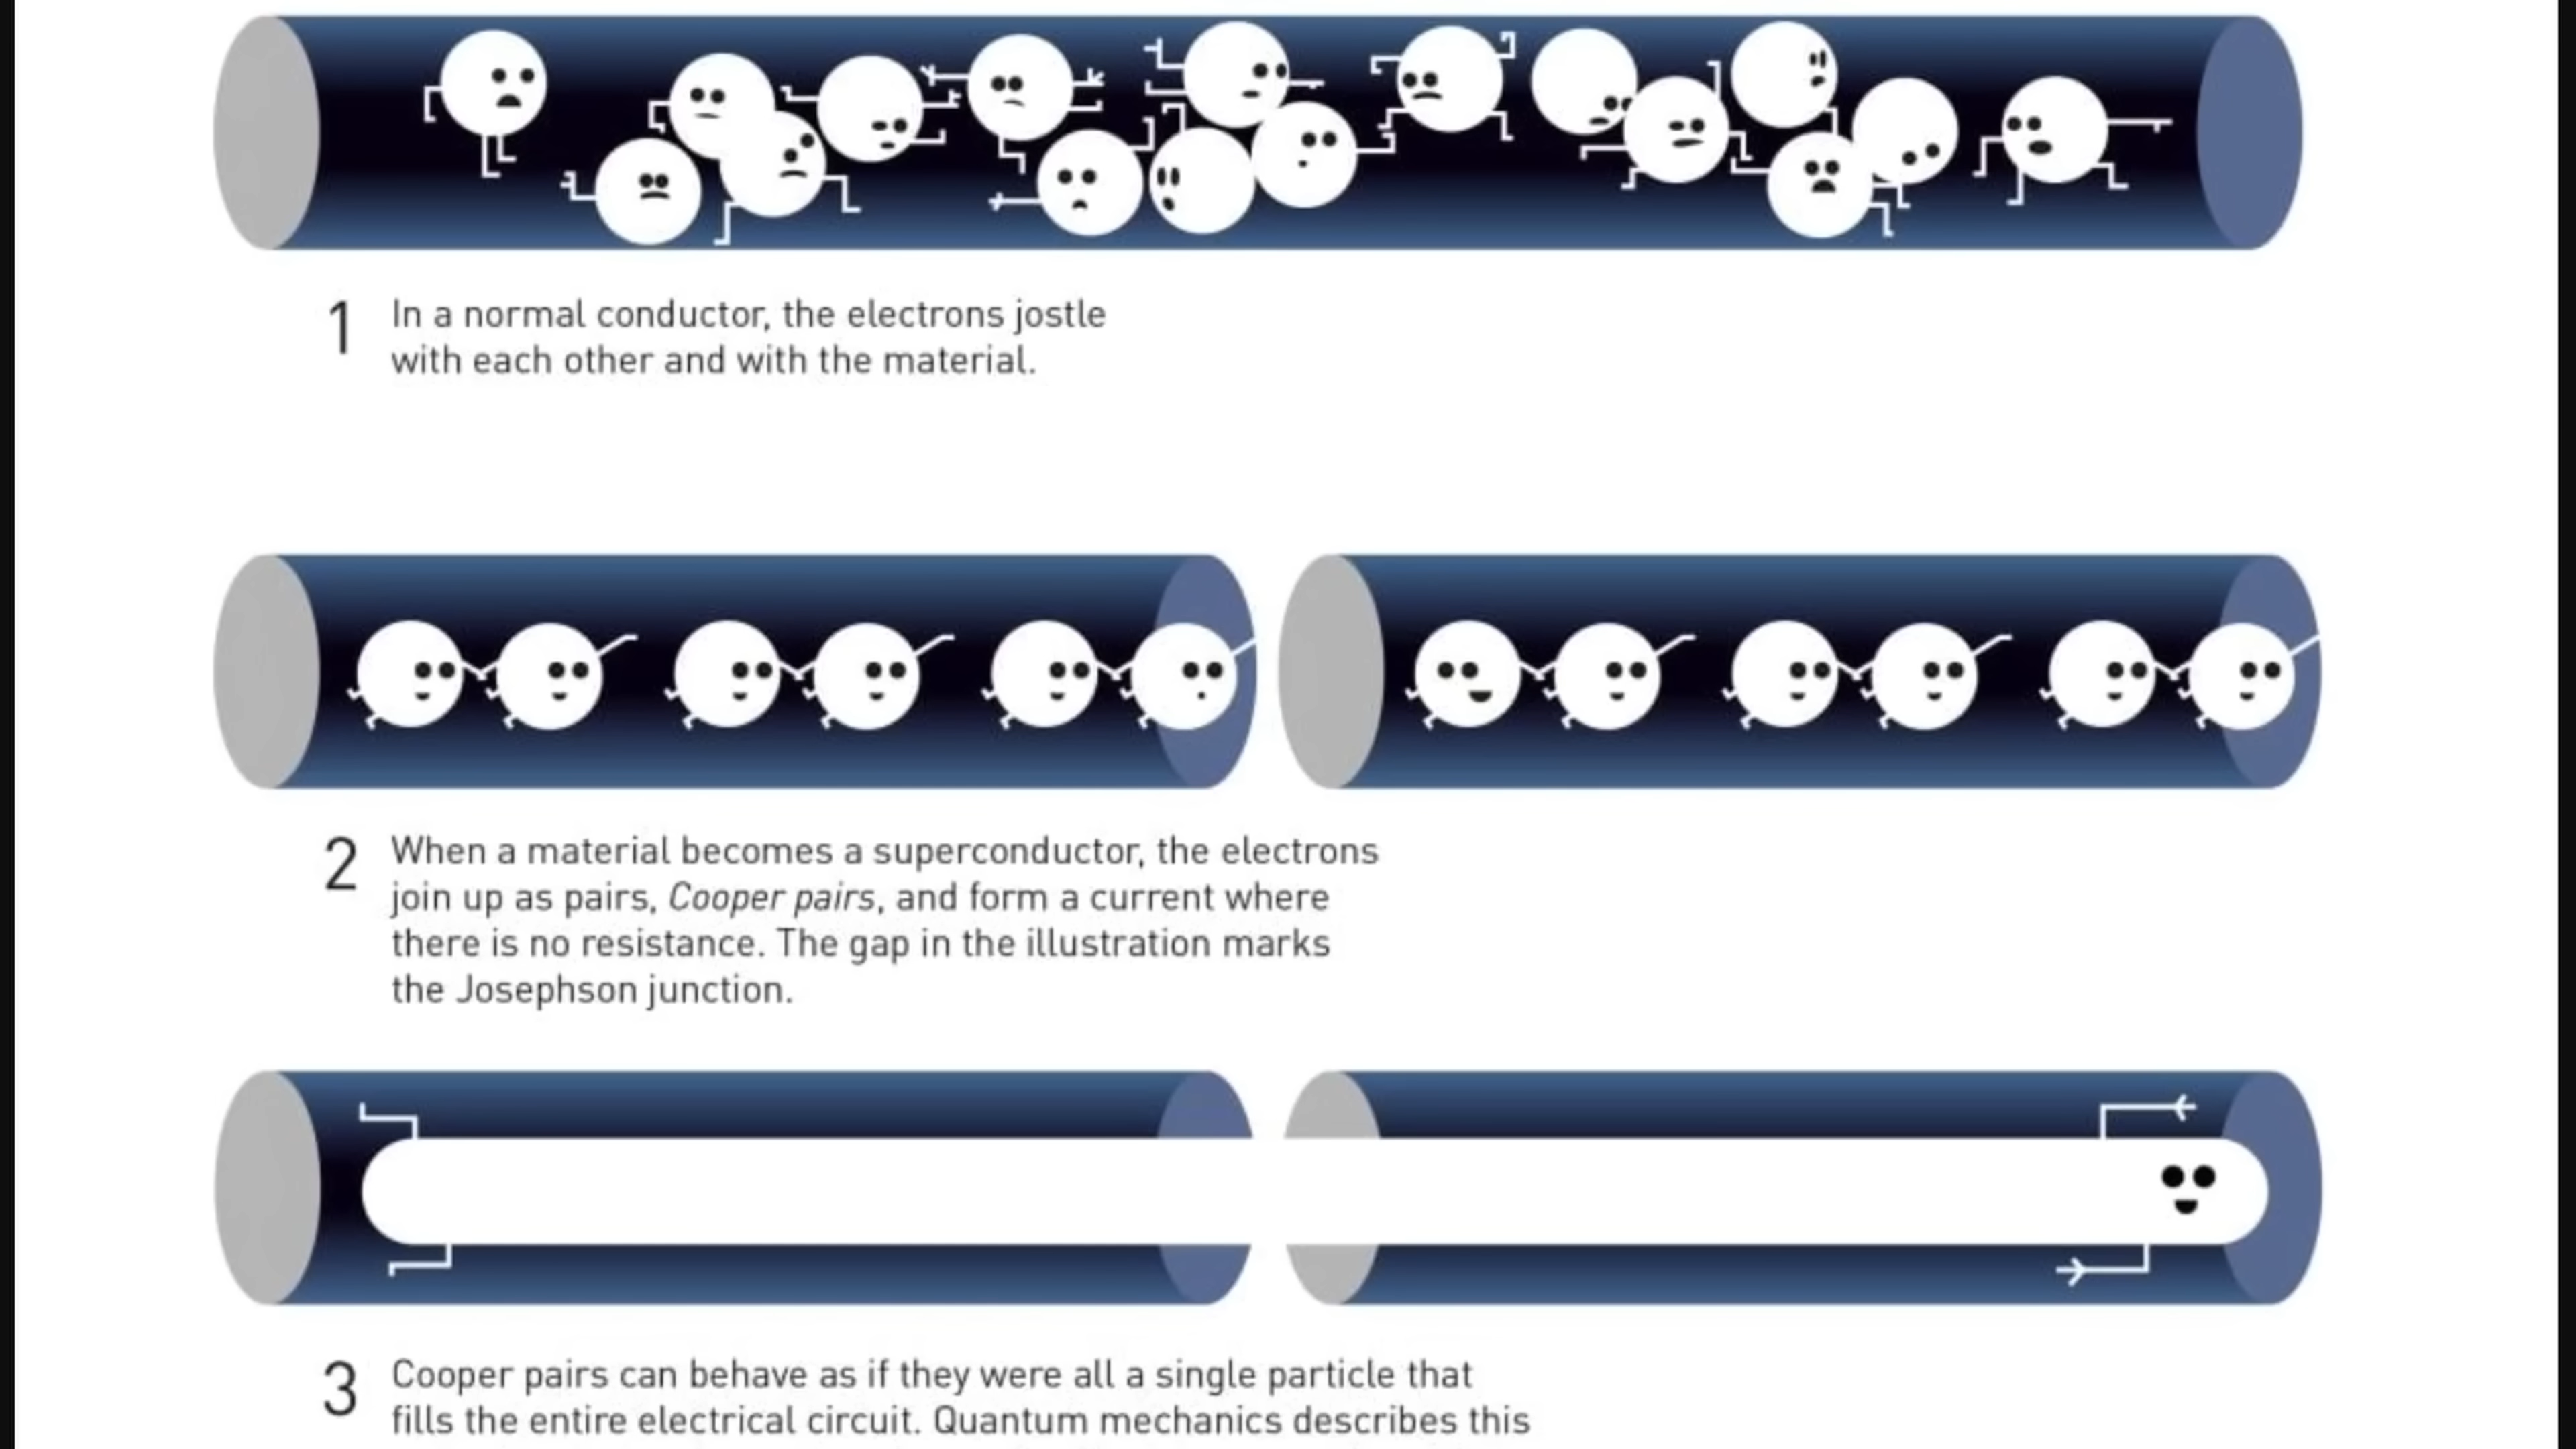 1 In a normal conductor, the electrons jostle
with each other and with the material.
2 When a material becomes a superconductor, the electrons
join up as pairs, Cooper pairs, and form a current where
there is no resistance. The gap in the illustration marks
the Josephson junction.
3 Cooper pairs can behave as if they were all a single particle that
fills the entire electrical circuit. Quantum mechanics describes this